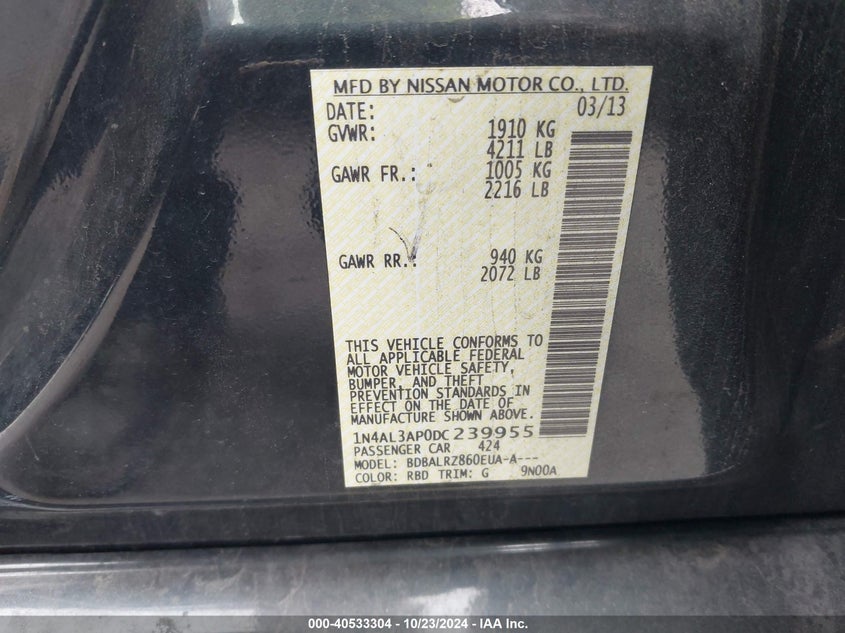 MFD BY NISSAN MOTOR CO., LTD.
DATE: 03/13
GVWR: 1910 KG
4211 LB
GAWR FR.: 1005 KG
2216 LB
GAWR RR.: 940 KG
2072 LB
THIS VEHICLE CONFORMS TO
ALL APPLICABLE FEDERAL
MOTOR VEHICLE SAFETY,
BUMPER, AND THEFT
PREVENTION STANDARDS IN
EFFECT ON THE DATE OF
MANUFACTURE SHOWN ABOVE.
1N4AL3AP0DC239955
PASSENGER CAR 424
MODEL: BDBALRZ860EUA-A---
COLOR: RBD TRIM: G 9N00A
000-40533304 - 10/23/2024 - IAA Inc.